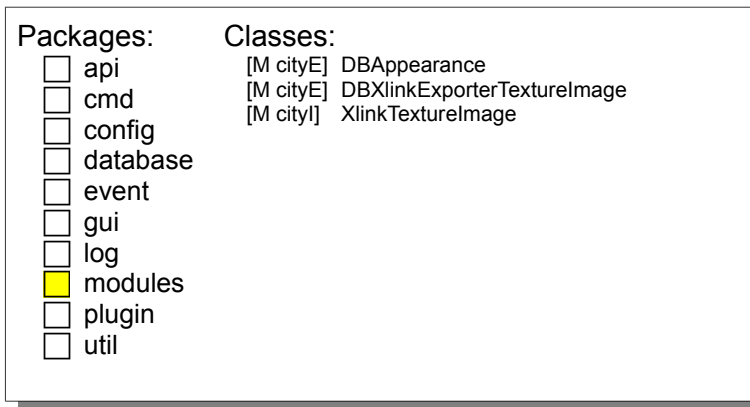 Packages:
api
cmd
config
database
event
gui
log
modules
plugin
util
Classes:
[M cityE] DBAppearance
[M cityE] DBXlinkExporterTextureImage
[M cityI] XlinkTextureImage